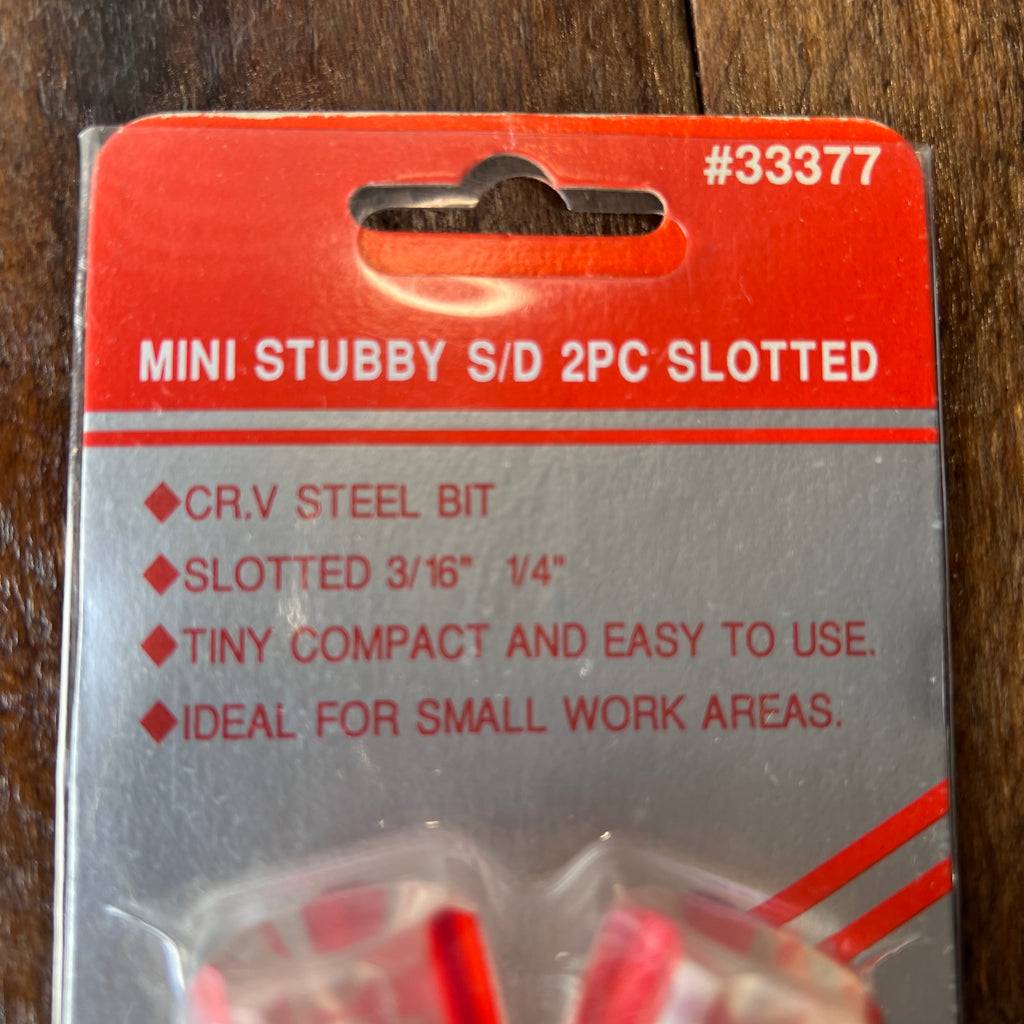 #33377
MINI STUBBY S/D 2PC SLOTTED
◆CR.V STEEL BIT
◆SLOTTED 3/16" 1/4"
◆TINY COMPACT AND EASY TO USE.
◆IDEAL FOR SMALL WORK AREAS.